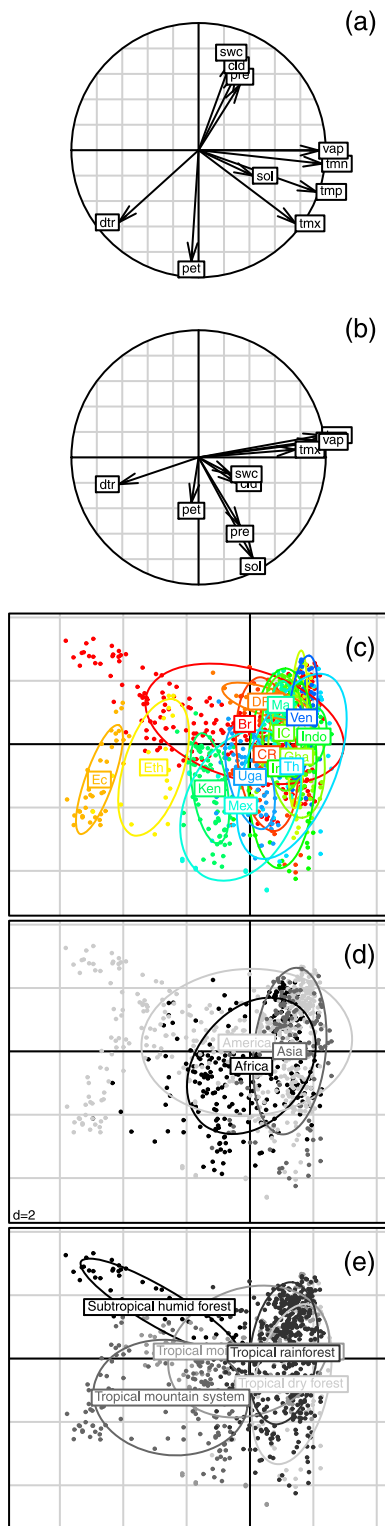 (a)
swc
cld
pre
vap
tmn
sol
tmp
dtr
tmx
pet
(b)
vap
tmx
swc
dtr
cld
pet
pre
sol
(c)
Ma
Ven
Br
IC
Indo
CR
Th
Eth
Uga
Ec
Ken
Mex
(d)
America
Asia
Africa
d=2
(e)
Subtropical humid forest
Tropical rainforest
Tropical dry forest
Tropical mountain system